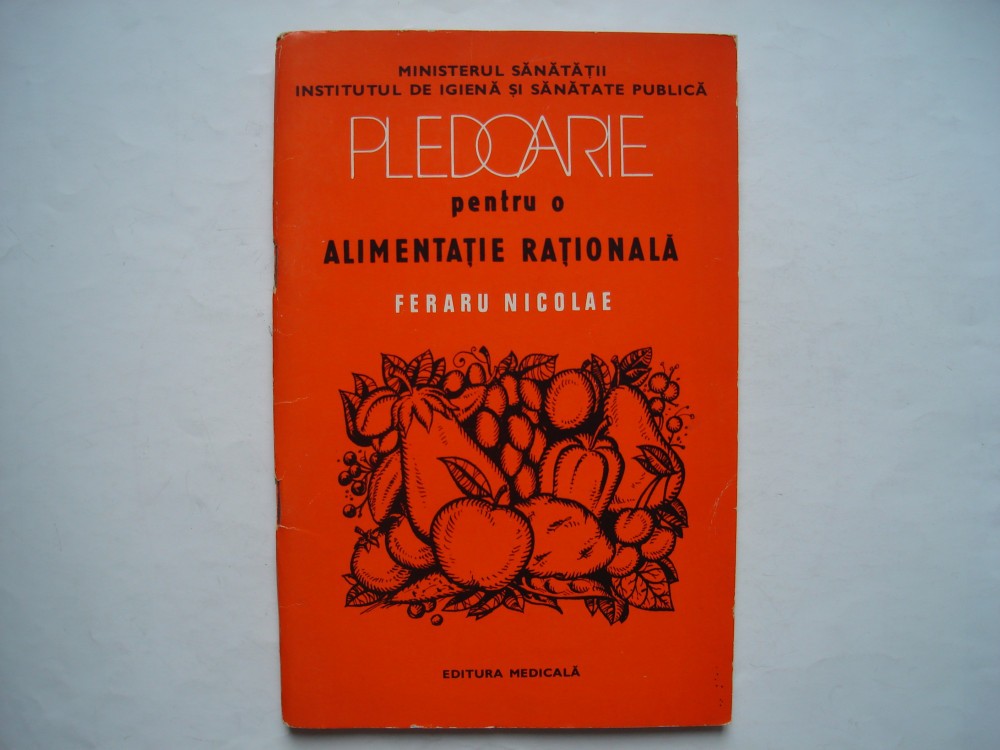 MINISTERUL SĂNĂTĂȚII
INSTITUTUL DE IGIENĂ ȘI SĂNĂTATE PUBLICĂ
PLEDOARIE
pentru o
ALIMENTAȚIE RAȚIONALĂ
FERARU NICOLAE
EDITURA MEDICALĂ